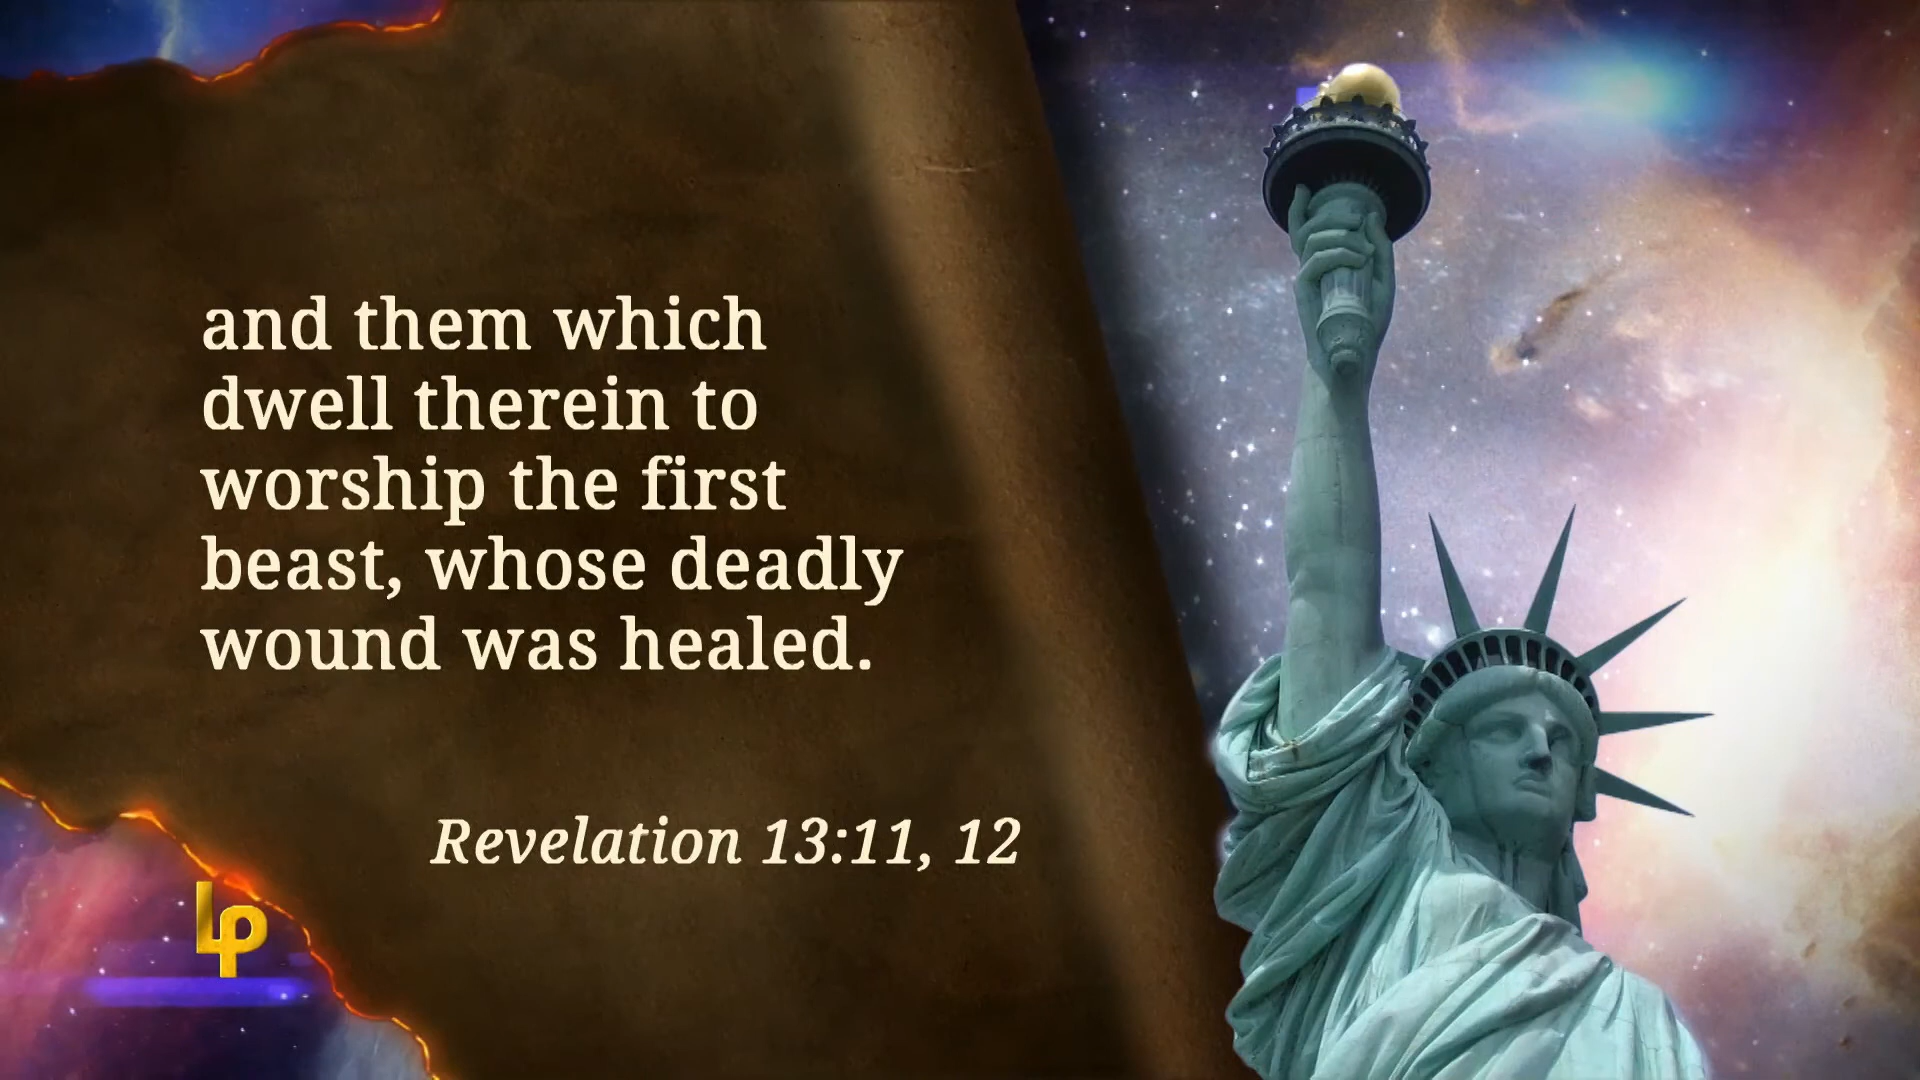 and them which
dwell therein to
worship the first
beast, whose deadly
wound was healed.
Revelation 13:11, 12
LP